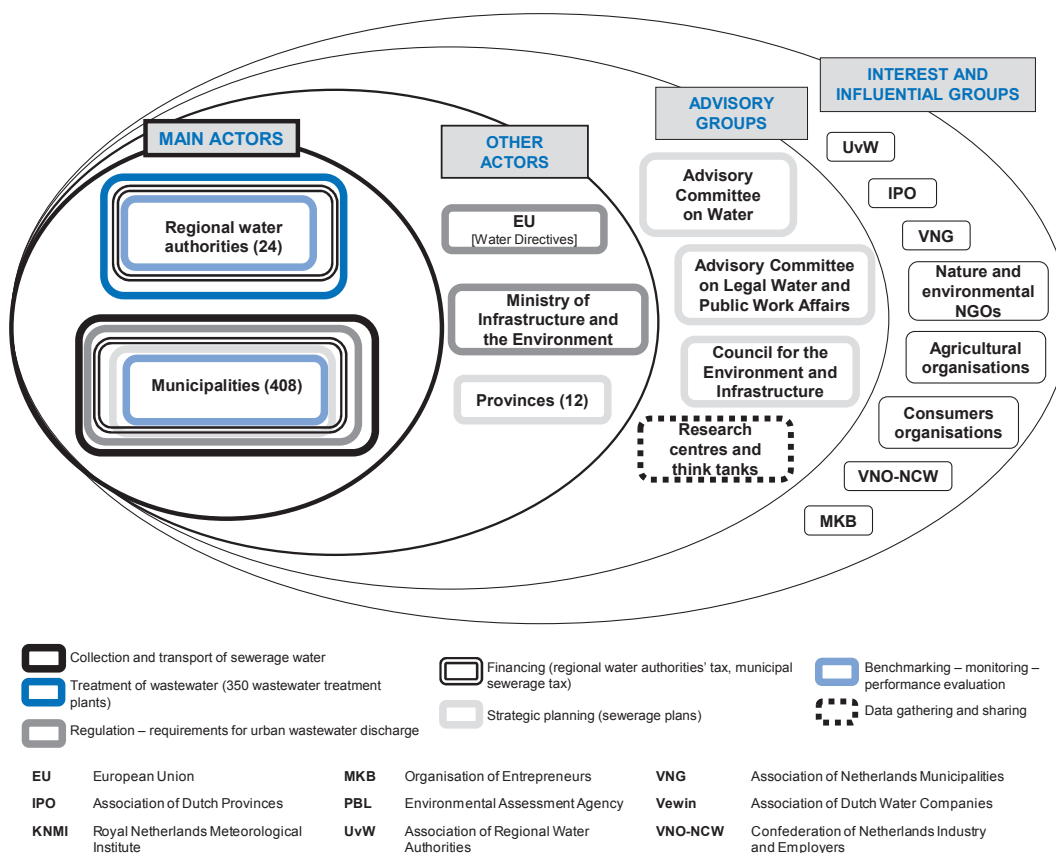 INTEREST AND
INFLUENTIAL GROUPS
ADVISORY
GROUPS
MAIN ACTORS
OTHER
ACTORS
UvW
IPO
VNG
Nature and
environmental
NGOs
Agricultural
organisations
Consumers
organisations
VNO-NCW
MKB
Advisory
Committee
on Water
Advisory Committee
on Legal Water and
Public Work Affairs
Council for the
Environment and
Infrastructure
Research
centres and
think tanks
EU
[Water Directives]
Ministry of
Infrastructure and
the Environment
Provinces (12)
Regional water
authorities (24)
Municipalities (408)
Collection and transport of sewerage water
Treatment of wastewater (350 wastewater treatment
plants)
Regulation – requirements for urban wastewater discharge
Financing (regional water authorities' tax, municipal
sewerage tax)
Strategic planning (sewerage plans)
Benchmarking – monitoring –
performance evaluation
Data gathering and sharing
EU European Union
IPO Association of Dutch Provinces
KNMI Royal Netherlands Meteorological
Institute
MKB Organisation of Entrepreneurs
PBL Environmental Assessment Agency
UvW Association of Regional Water
Authorities
VNG Association of Netherlands Municipalities
Vewin Association of Dutch Water Companies
VNO-NCW Confederation of Netherlands Industry
and Employers